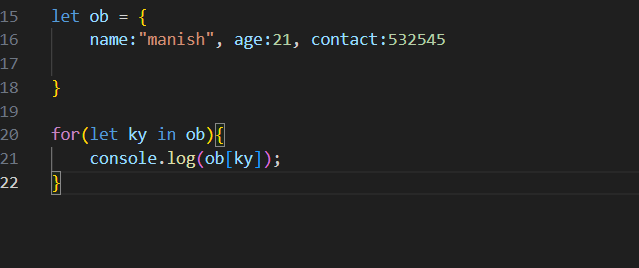 15 let ob = {
16     name:"manish", age:21, contact:532545
17
18 }
19
20 for(let ky in ob){
21     console.log(ob[ky]);
22 }